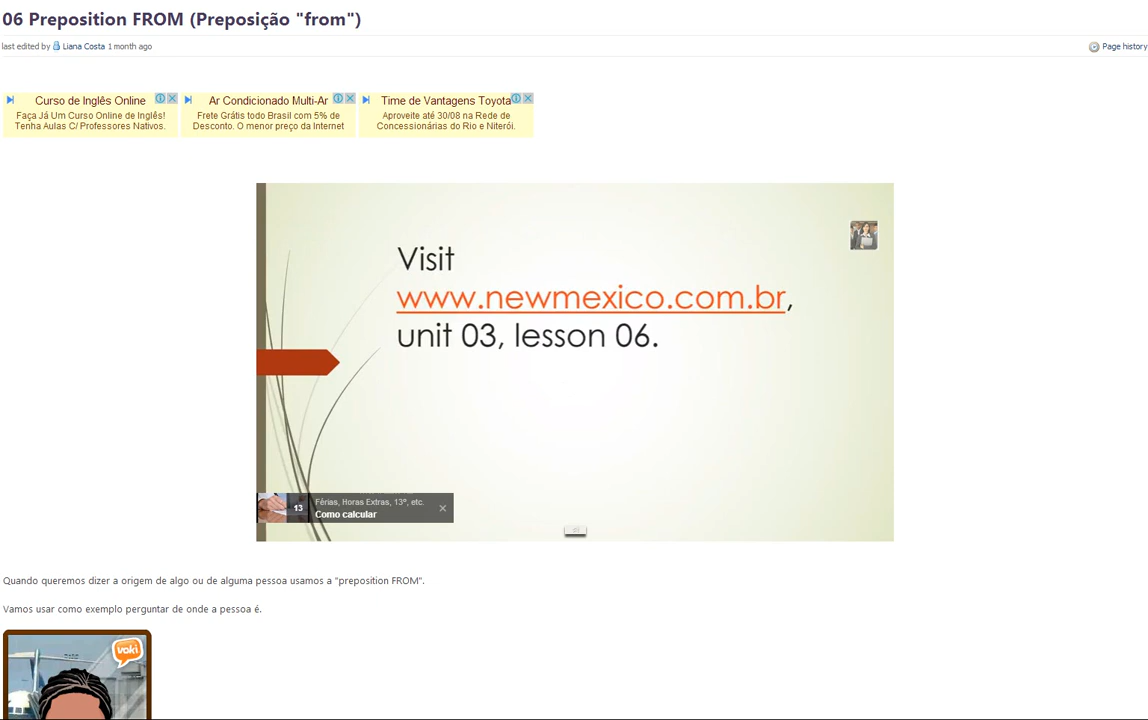 06 Preposition FROM (Preposição "from")
last edited by Liana Costa 1 month ago
Page history
Curso de Inglês Online
Faça Já Um Curso Online de Inglês!
Tenha Aulas C/ Professores Nativos.
Ar Condicionado Multi-Ar
Frete Grátis todo Brasil com 5% de
Desconto. O menor preço da Internet
Time de Vantagens Toyota
Aproveite até 30/08 na Rede de
Concessionárias do Rio e Niterói.
Visit
www.newmexico.com.br,
unit 03, lesson 06.
13
Férias, Horas Extras, 13º, etc.
Como calcular
Quando queremos dizer a origem de algo ou de alguma pessoa usamos a "preposition FROM".
Vamos usar como exemplo perguntar de onde a pessoa é.
voki